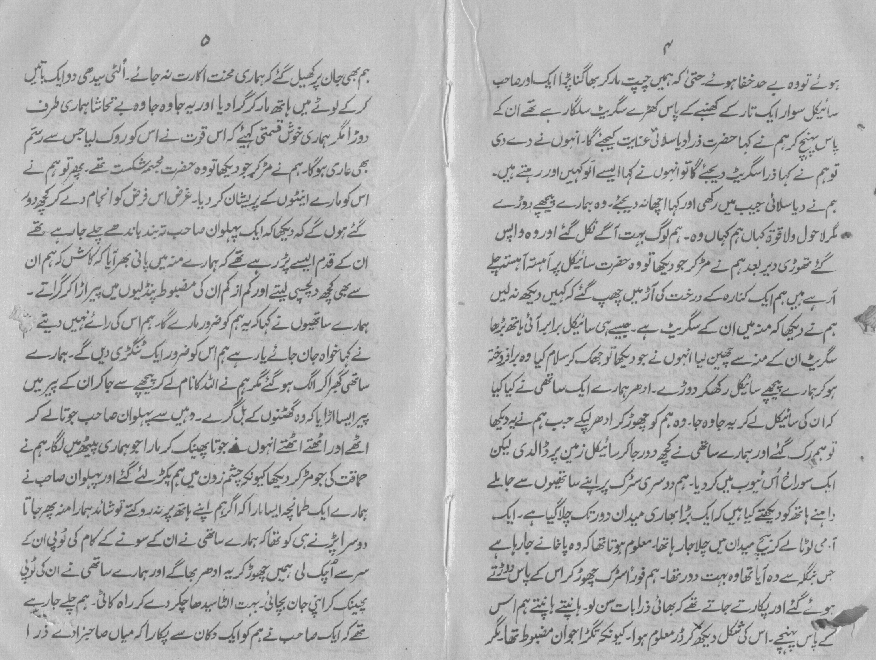 ۴
ہوئے تو وہ بے حد خفا ہوئے۔ حتیٰ کہ ہمیں چپت مار کر بھاگنا پڑا ایک اور صاحب
سائیکل سوار ایک تار کے کھمبے کے پاس کھڑے سگریٹ سلگا رہے تھے ان کے
پاس پہنچ کر ہم نے کہا حضرت ذرا دیا سلائی عنایت کیجئے گا۔ انہوں نے دے دی
تو ہم نے کہا ذرا سگریٹ دیجئے گا تو انہوں نے کہا ایسے الّو کہیں اور رہتے ہیں۔
ہم نے دیا سلائی جیب میں رکھی اور کہا اچھا نہ دیجئے۔ وہ ہمارے پیچھے دوڑے
مگر لاحول ولا قوۃ کہاں ہم کہاں وہ۔ ہم لوگ بہت آگے نکل گئے اور وہ واپس
گئے تھوڑی دیر بعد ہم نے مڑ کر جو دیکھا تو وہ حضرت سائیکل پر آہستہ آہستہ چلے
آ رہے ہیں ہم ایک کنارہ کے درخت کی آڑ میں چھپ گئے کہ کہیں دیکھ نہ لیں
ہم نے دیکھا کہ منہ میں ان کے سگریٹ ہے۔ جیسے ہی سائیکل برابر آئی ہاتھ بڑھا
سگریٹ ان کے منہ سے چھین لیا انہوں نے جو دیکھا تو جھک کر سلام کیا وہ برافروختہ
ہو کر ہمارے پیچھے سائیکل رکھ کر دوڑے۔ ادھر ہمارے ایک ساتھی نے کیا کیا
کہ ان کی سائیکل لے کر یہ جا وہ جا۔ وہ ہم کو چھوڑ کر ادھر لپکے جب ہم نے یہ دیکھا
تو ہم رک گئے اور ہمارے ساتھی نے کچھ دور جا کر سائیکل زمین پر ڈالدی لیکن
ایک سوراخ اُس ٹیوب میں کر دیا۔ ہم دوسری سڑک پر اپنے ساتھیوں سے جا ملے
داہنے ہاتھ کو دیکھتے کیا ہیں کہ ایک بڑا بھاری میدان دور تک چلا گیا ہے۔ ایک
آدمی لوٹا لئے بیچ میدان میں چلا جا رہا تھا۔ معلوم ہوتا تھا کہ وہ پاخانے جا رہا ہے
جس بنگلہ سے وہ آیا تھا وہ بہت دور تھا۔ ہم فوراً سڑک چھوڑ کر اس کے پاس دوڑتے
ہوئے گئے اور پکارتے جاتے تھے کہ بھائی ذرا بات سن لو۔ ہانپتے ہانپتے ہم اس
کے پاس پہنچے۔ اس کی شکل دیکھ کر ڈر معلوم ہوا۔ کیونکہ تگڑا جوان مضبوط تھا۔ مگر
۵
ہم بھی جان پر کھیل گئے کہ ہماری محنت اکارت نہ جائے۔ اُلٹی سیدھی دو ایک باتیں
کر کے لوٹے میں ہاتھ مار کر گرا دیا اور یہ جا وہ جا وہ بے تحاشا ہماری طرف
دوڑا مگر ہماری خوش قسمتی کہیے کہ اس قوت نے اس کو روک لیا جس سے رستم
بھی عاری ہوگا۔ ہم نے مڑ کر جو دیکھا تو وہ حضرت مجسم شکست تھے۔ پھر تو ہم نے
اس کو مارے اینٹوں کے پریشان کر دیا۔ غرض اس فرض کو انجام دے کر کچھ دور
گئے ہوں گے کہ دیکھا کہ ایک پہلوان صاحب تہ بند باندھے چلے جا رہے تھے
ان کے قدم ایسے پڑ رہے تھے کہ ہمارے منہ میں پانی بھر آیا کہ کاش کہ ہم ان
سے بھی کچھ دلچسپی لیتے اور کم از کم ان کی مضبوط پنڈلیوں میں پیر اڑا کر گراتے۔
ہمارے ساتھیوں نے کہا کہ یہ ہم کو ضرور مارے گا۔ ہم اس کی رائے نہیں دیتے
نے کہا خواہ جان جائے یا رہے ہم اس کو ضرور ایک ٹنگڑی دیں گے۔ ہمارے
ساتھی گھبرا کر الگ ہو گئے مگر ہم نے اللہ کا نام لے کر پیچھے سے جا کر ان کے پیر میں
پیر ایسا اڑایا کہ وہ گھٹنوں کے بل گرے۔ وہیں سے پہلوان صاحب جوتا لے کر
اٹھے اور اٹھتے اٹھتے انہوں نے جوتا پھینک کر مارا جو ہماری پیٹھ میں لگا۔ ہم نے
حماقت کی جو مڑ کر دیکھا کیونکہ چشم زدن میں ہم پکڑ لئے گئے اور پہلوان صاحب نے
ہمارے ایک طمانچہ ایسا مارا کہ اگر ہم اپنے ہاتھ پر نہ روکتے تو شائد ہمارا منہ پھر جاتا
دوسرا پڑنے ہی کو تھا کہ ہمارے ساتھی نے ان کے سونے کے کام کی ٹوپی ان کے
سر سے اچک لی ہمیں چھوڑ کر یہ ادھر بھاگے اور ہمارے ساتھی نے ان کی ٹوپی
پھینک کر اپنی جان بچائی۔ بہت الٹا سیدھا چکر دے کر راہ کاٹی۔ ہم چلے جا رہے
تھے کہ ایک صاحب نے ہم کو ایک دکان سے پکارا کہ میاں صاحبزادے ذرا